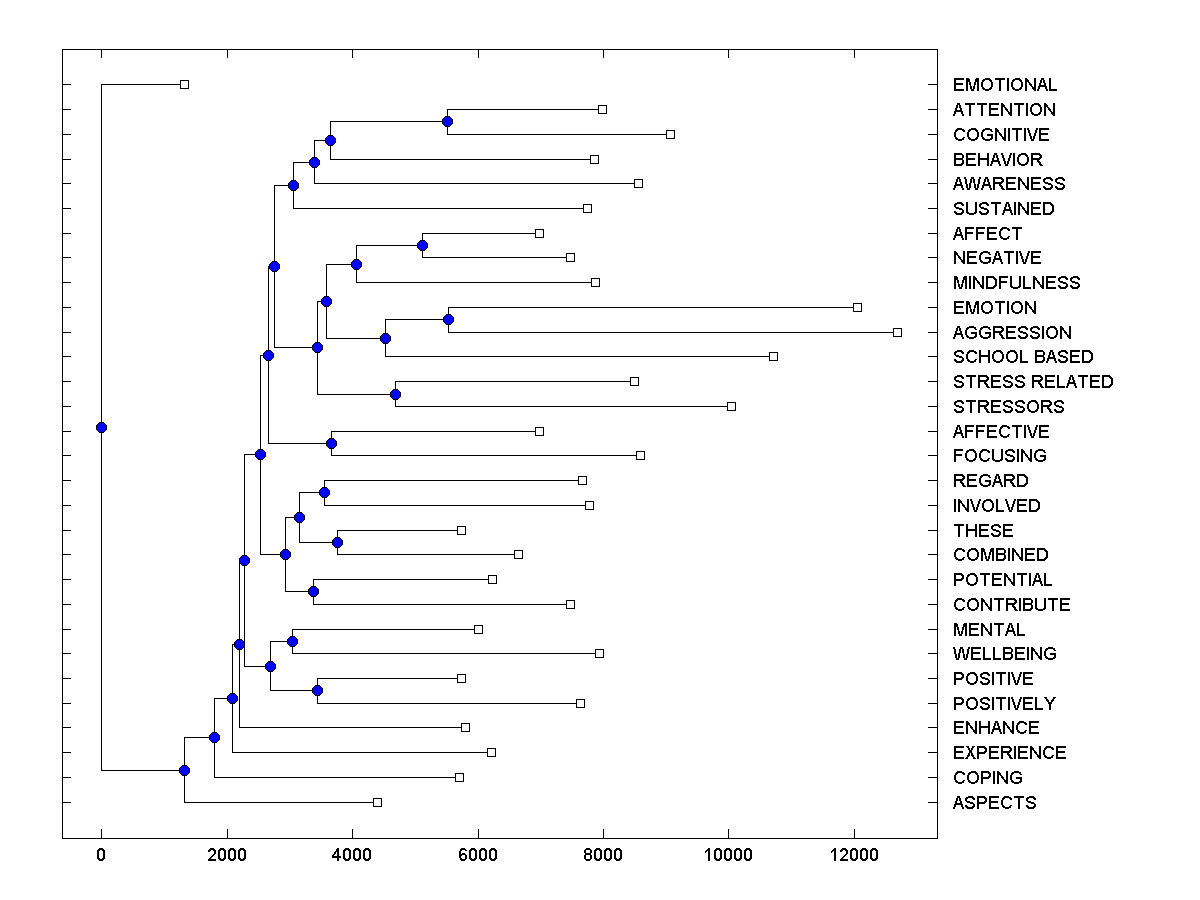 EMOTIONAL
ATTENTION
COGNITIVE
BEHAVIOR
AWARENESS
SUSTAINED
AFFECT
NEGATIVE
MINDFULNESS
EMOTION
AGGRESSION
SCHOOL BASED
STRESS RELATED
STRESSORS
AFFECTIVE
FOCUSING
REGARD
INVOLVED
THESE
COMBINED
POTENTIAL
CONTRIBUTE
MENTAL
WELLBEING
POSITIVE
POSITIVELY
ENHANCE
EXPERIENCE
COPING
ASPECTS
0 2000 4000 6000 8000 10000 12000